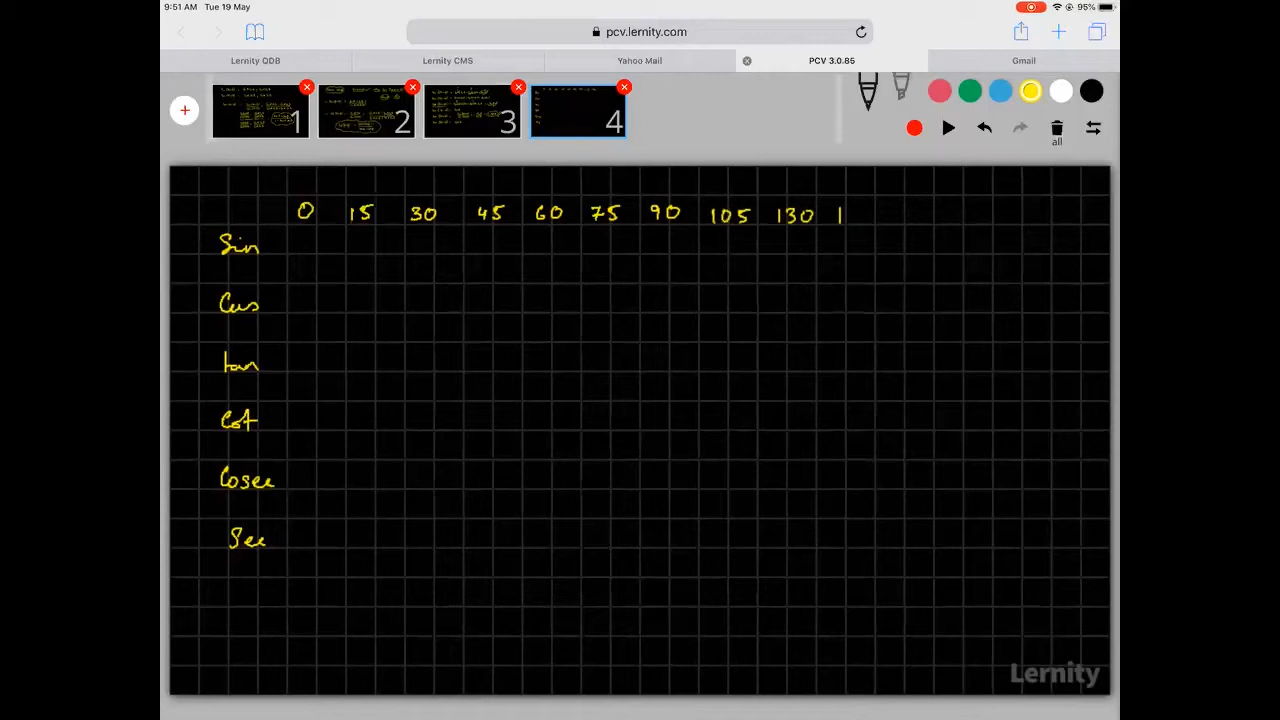 9:51 AM Tue 19 May 95%
pcv.lernity.com
Lernity QDB Lernity CMS Yahoo Mail PCV 3.0.85 Gmail
1 2 3 4
all
0 15 30 45 60 75 90 105 130 1
Sin
Cos
tan
Cot
Cosec
Sec
Lernity